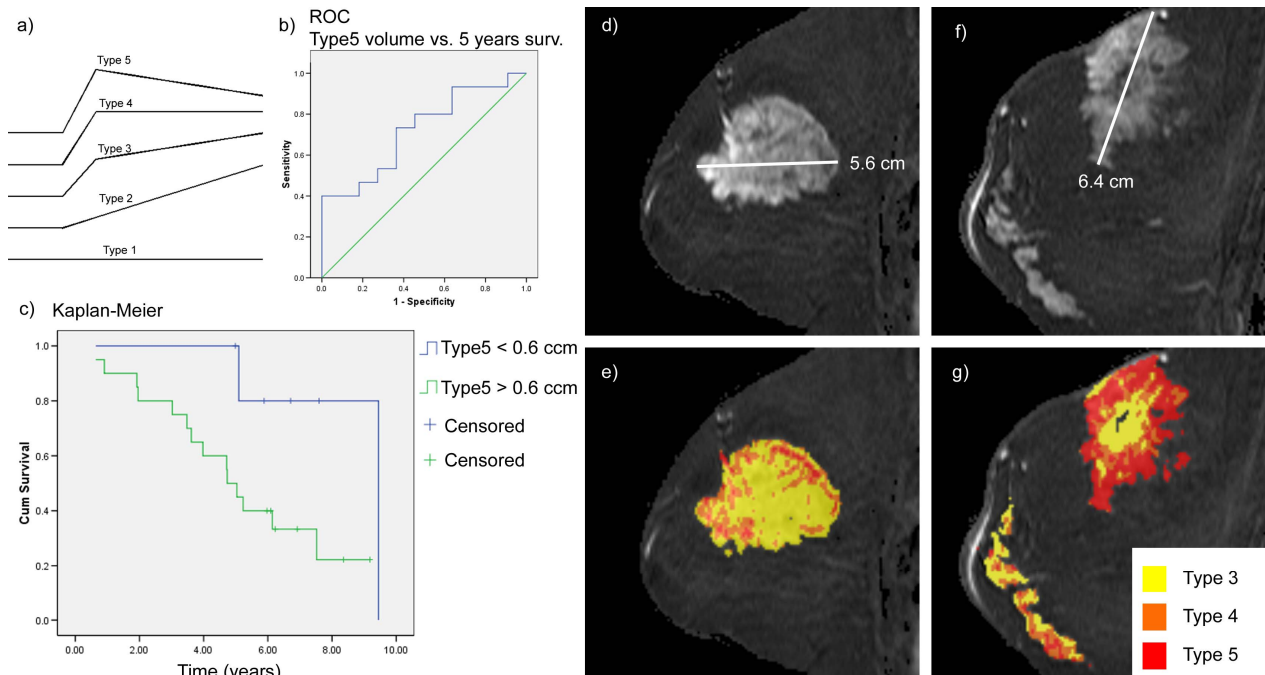 a)
Type 5
Type 4
Type 3
Type 2
Type 1
b)
ROC
Type5 volume vs. 5 years surv.
1.0
0.8
0.6
0.4
0.2
0.0
Sensitivity
0.0 0.2 0.4 0.6 0.8 1.0
1 - Specificity
c) Kaplan-Meier
1.0
0.8
0.6
0.4
0.2
0.0
Cum Survival
0.00 2.00 4.00 6.00 8.00 10.00
Time (years)
Type5 < 0.6 ccm
Type5 > 0.6 ccm
Censored
Censored
d)
5.6 cm
e)
f)
6.4 cm
g)
Type 3
Type 4
Type 5